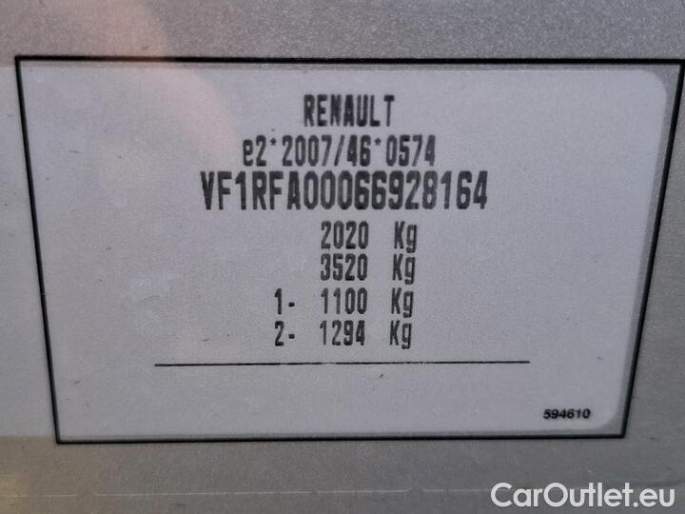 RENAULT
e2*2007/46*0574
VF1RFA00066928164
2020 Kg
3520 Kg
1- 1100 Kg
2- 1294 Kg
594610
CarOutlet.eu